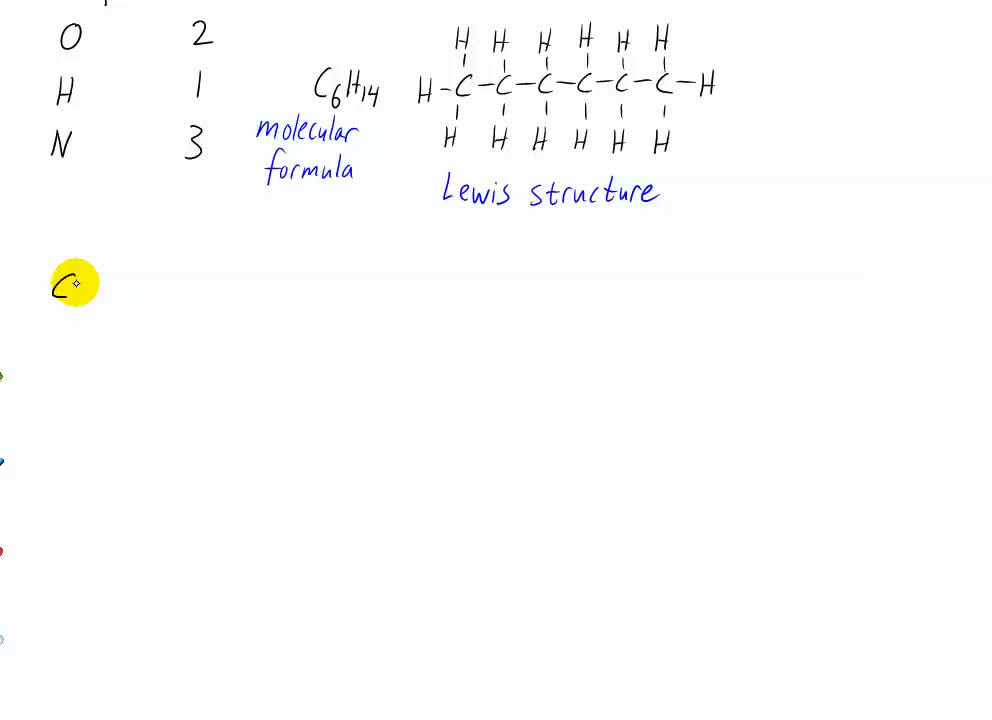 O 2
H 1
N 3
C6H14
molecular
formula
H H H H H H
H-C-C-C-C-C-C-H
H H H H H H
Lewis structure
C